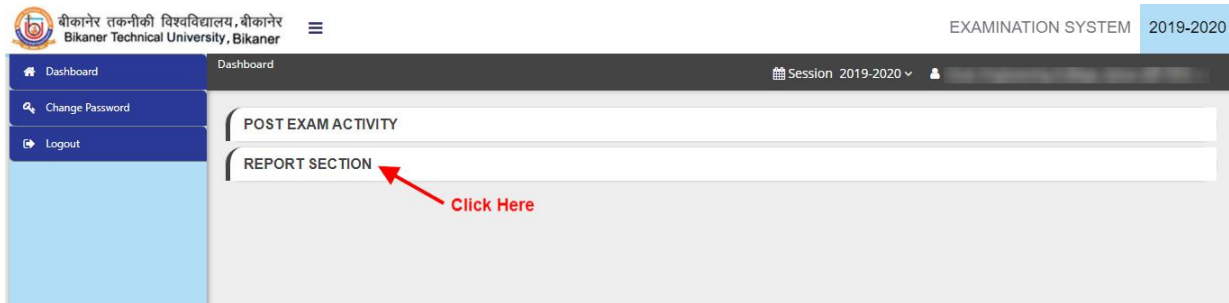 बीकानेर तकनीकी विश्वविद्यालय, बीकानेर
Bikaner Technical University, Bikaner
EXAMINATION SYSTEM 2019-2020
Dashboard
Change Password
Logout
Dashboard
Session 2019-2020
POST EXAM ACTIVITY
REPORT SECTION
Click Here